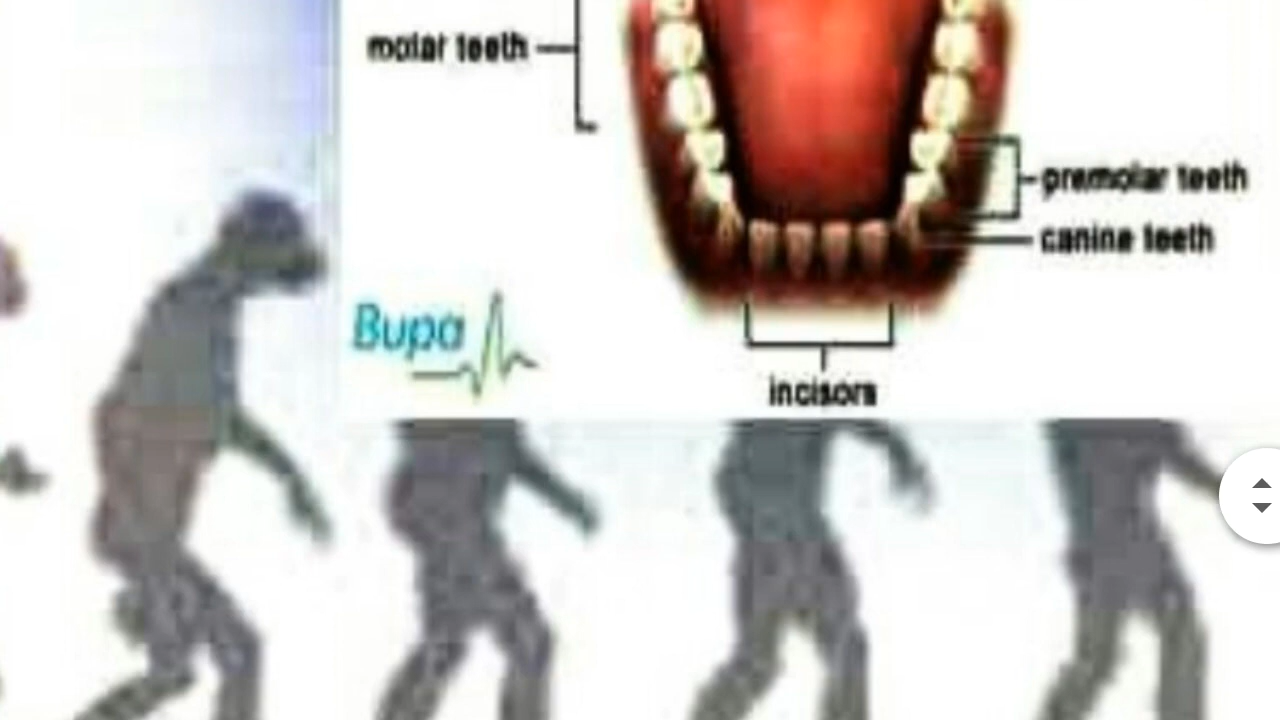 molar teeth
premolar teeth
canine teeth
Bupa
incisors